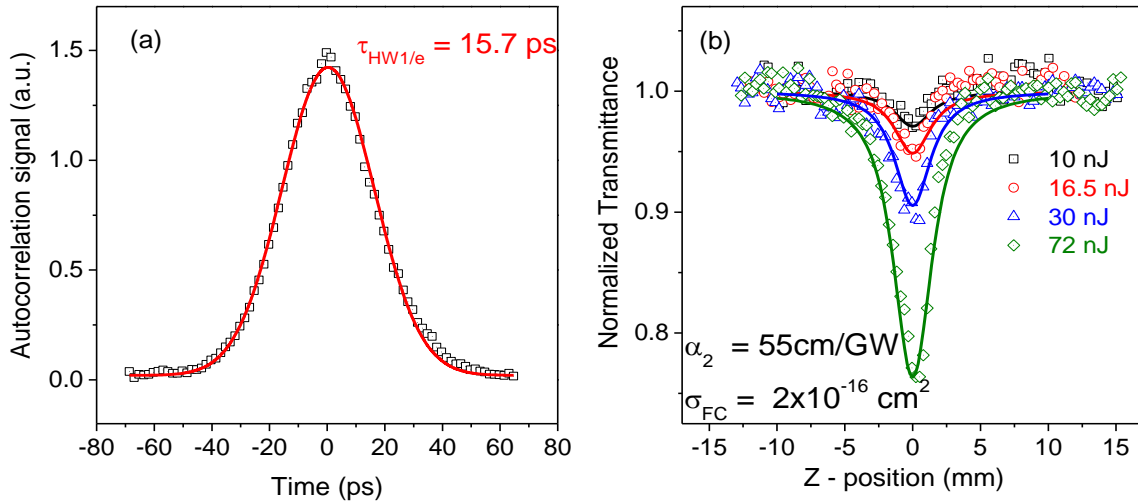 (a)
τHW1/e = 15.7 ps
Autocorrelation signal (a.u.)
1.5
1.0
0.5
0.0
-80 -60 -40 -20 0 20 40 60 80
Time (ps)
(b)
Normalized Transmittance
1.0
0.9
0.8
10 nJ
16.5 nJ
30 nJ
72 nJ
α2 = 55cm/GW
σFC = 2x10-16 cm2
-15 -10 -5 0 5 10 15
Z - position (mm)